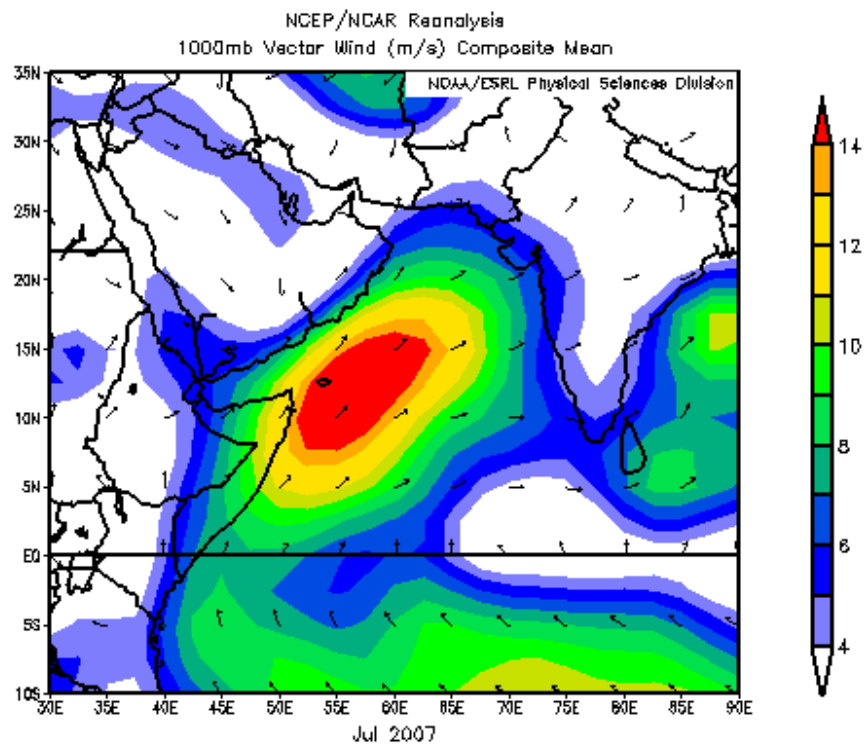 NCEP/NCAR Reanalysis
1000mb Vector Wind (m/s) Composite Mean
NOAA/ESRL Physical Sciences Division
35N
30N
25N
20N
15N
10N
5N
EQ
5S
10S
30E 35E 40E 45E 50E 55E 60E 65E 70E 75E 80E 85E 90E
Jul 2007
14
12
10
8
6
4